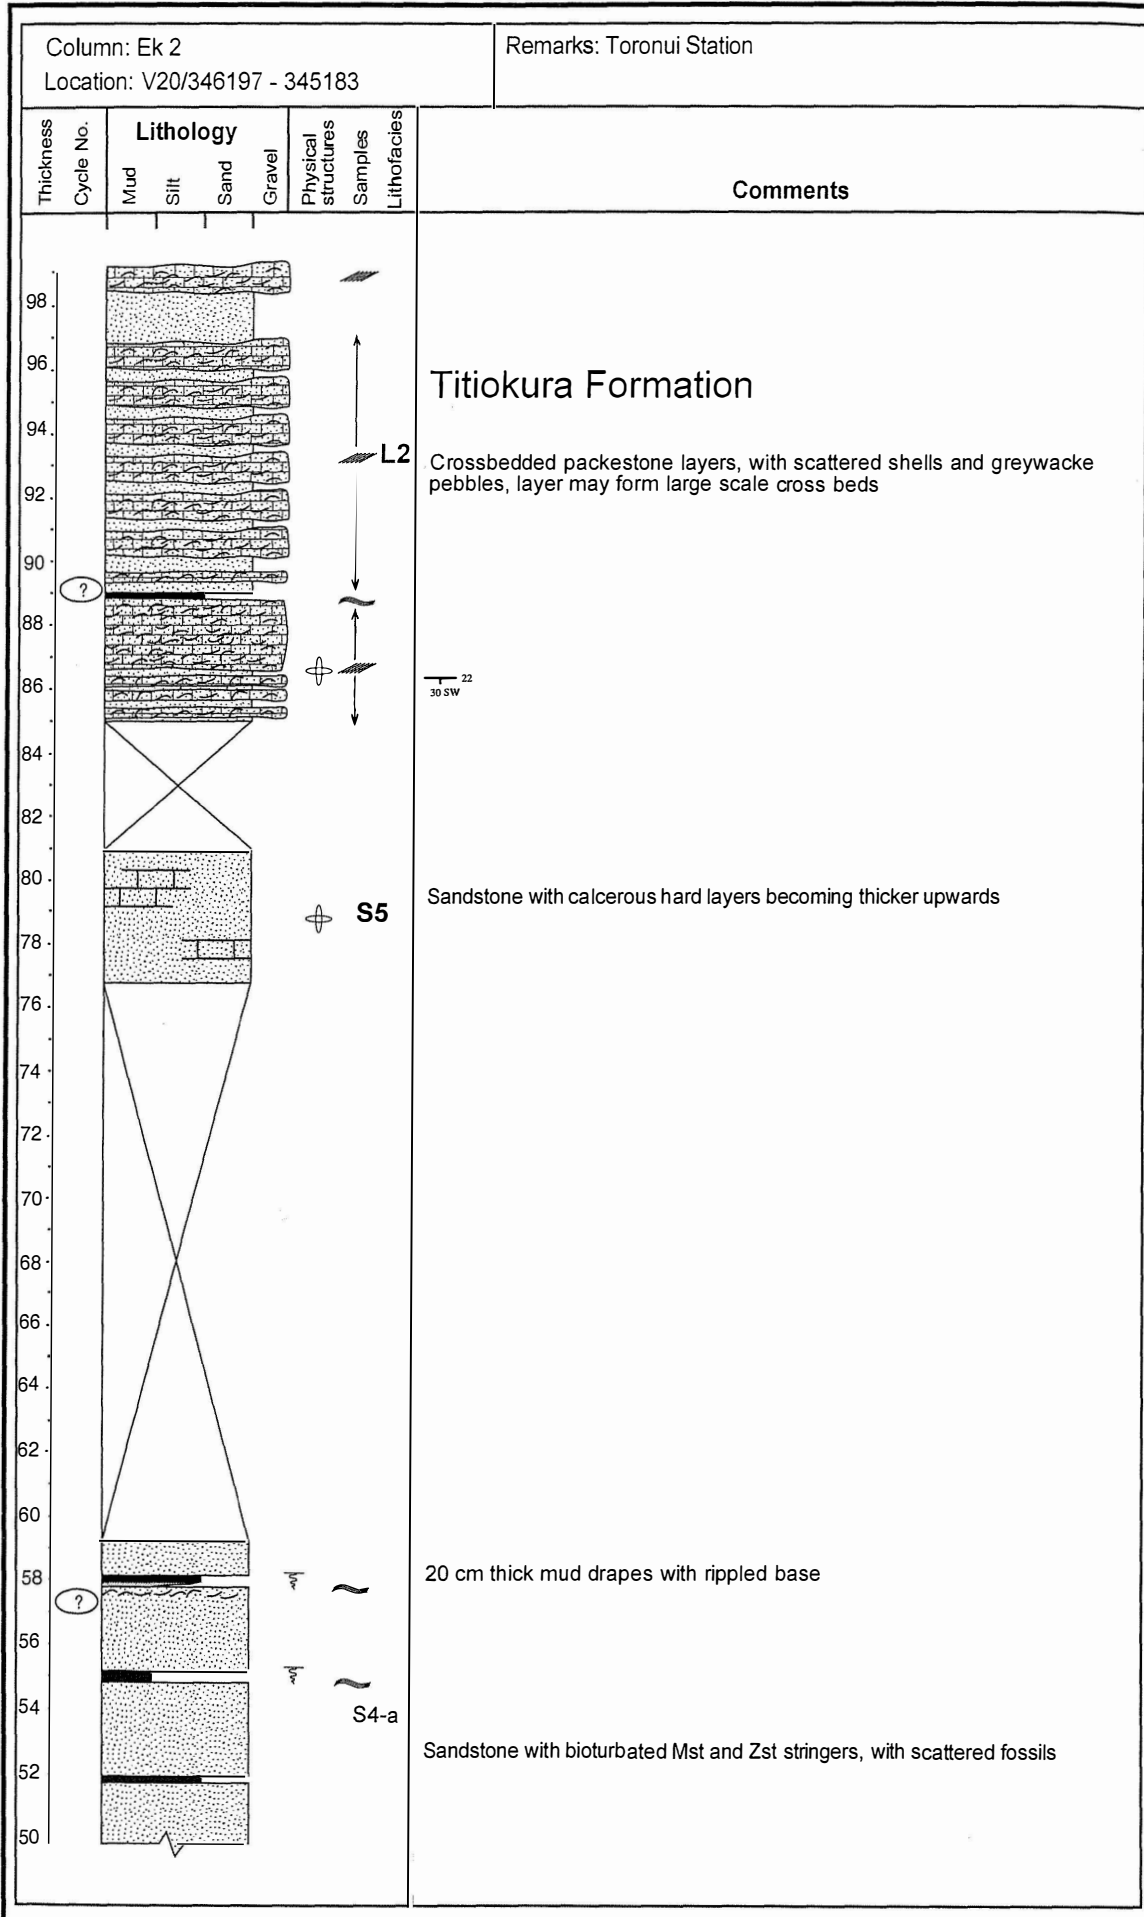 Column: Ek 2
Location: V20/346197 - 345183
Remarks: Toronui Station
Thickness
Cycle No.
Lithology
Mud
Silt
Sand
Gravel
Physical structures
Samples
Lithofacies
Comments
98
96
Titiokura Formation
94
L2
Crossbedded packestone layers, with scattered shells and greywacke
pebbles, layer may form large scale cross beds
92
90
?
88
86
22
30 SW
84
82
80
Sandstone with calcerous hard layers becoming thicker upwards
S5
78
76
74
72
70
68
66
64
62
60
58
20 cm thick mud drapes with rippled base
?
56
54
S4-a
Sandstone with bioturbated Mst and Zst stringers, with scattered fossils
52
50